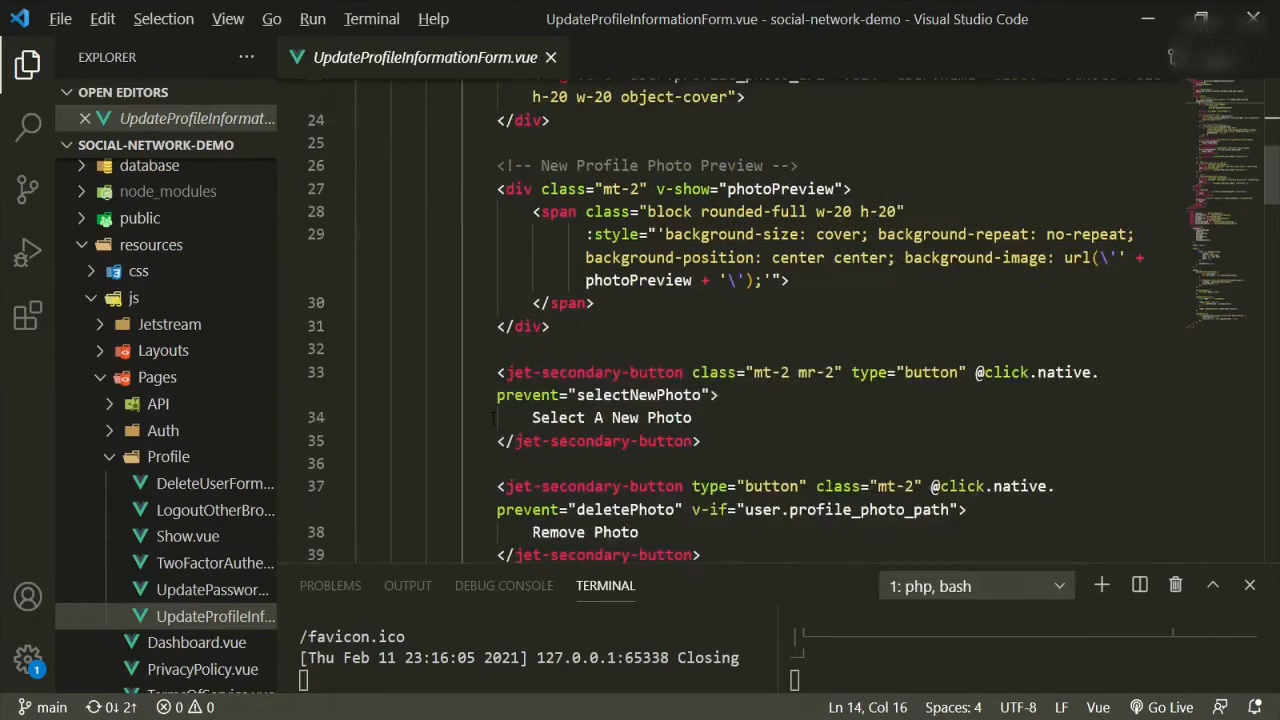 File Edit Selection View Go Run Terminal Help
UpdateProfileInformationForm.vue - social-network-demo - Visual Studio Code
EXPLORER
UpdateProfileInformationForm.vue
OPEN EDITORS
UpdateProfileInformat...
SOCIAL-NETWORK-DEMO
database
node_modules
public
resources
css
js
Jetstream
Layouts
Pages
API
Auth
Profile
DeleteUserForm...
LogoutOtherBro...
Show.vue
TwoFactorAuthe...
UpdatePasswor...
UpdateProfileInf...
Dashboard.vue
PrivacyPolicy.vue
TermsOfService.vue
h-20 w-20 object-cover">
24 </div>
25
26 <!-- New Profile Photo Preview -->
27 <div class="mt-2" v-show="photoPreview">
28 <span class="block rounded-full w-20 h-20"
29 :style="'background-size: cover; background-repeat: no-repeat;
background-position: center center; background-image: url(\'' +
photoPreview + '\');'">
30 </span>
31 </div>
32
33 <jet-secondary-button class="mt-2 mr-2" type="button" @click.native.
prevent="selectNewPhoto">
34 Select A New Photo
35 </jet-secondary-button>
36
37 <jet-secondary-button type="button" class="mt-2" @click.native.
prevent="deletePhoto" v-if="user.profile_photo_path">
38 Remove Photo
39 </jet-secondary-button>
PROBLEMS OUTPUT DEBUG CONSOLE TERMINAL
1: php, bash
/favicon.ico
[Thu Feb 11 23:16:05 2021] 127.0.0.1:65338 Closing
1
main 0↓ 2↑ 0 0
Ln 14, Col 16 Spaces: 4 UTF-8 LF Vue Go Live